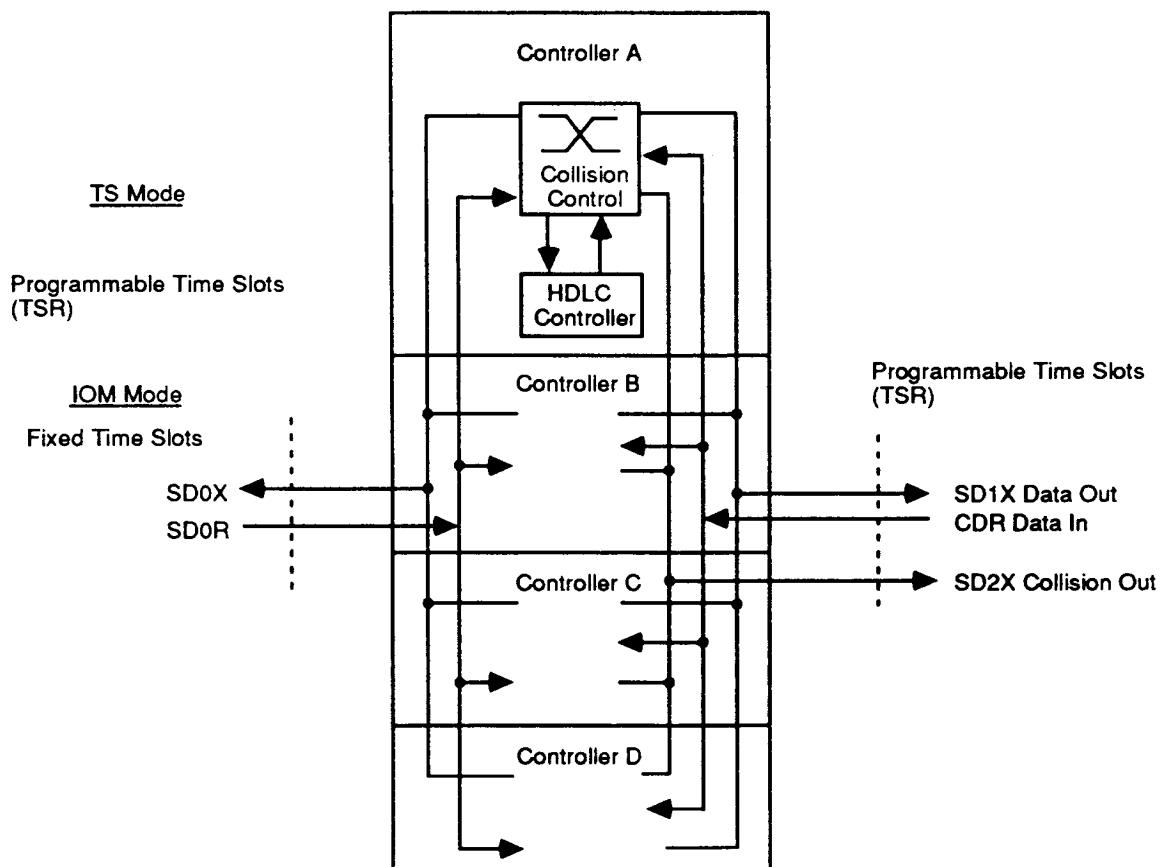 Controller A
Collision
Control
TS Mode
Programmable Time Slots
(TSR)
HDLC
Controller
Controller B
Programmable Time Slots
(TSR)
IOM Mode
Fixed Time Slots
SD0X
SD0R
SD1X Data Out
CDR Data In
Controller C
SD2X Collision Out
Controller D